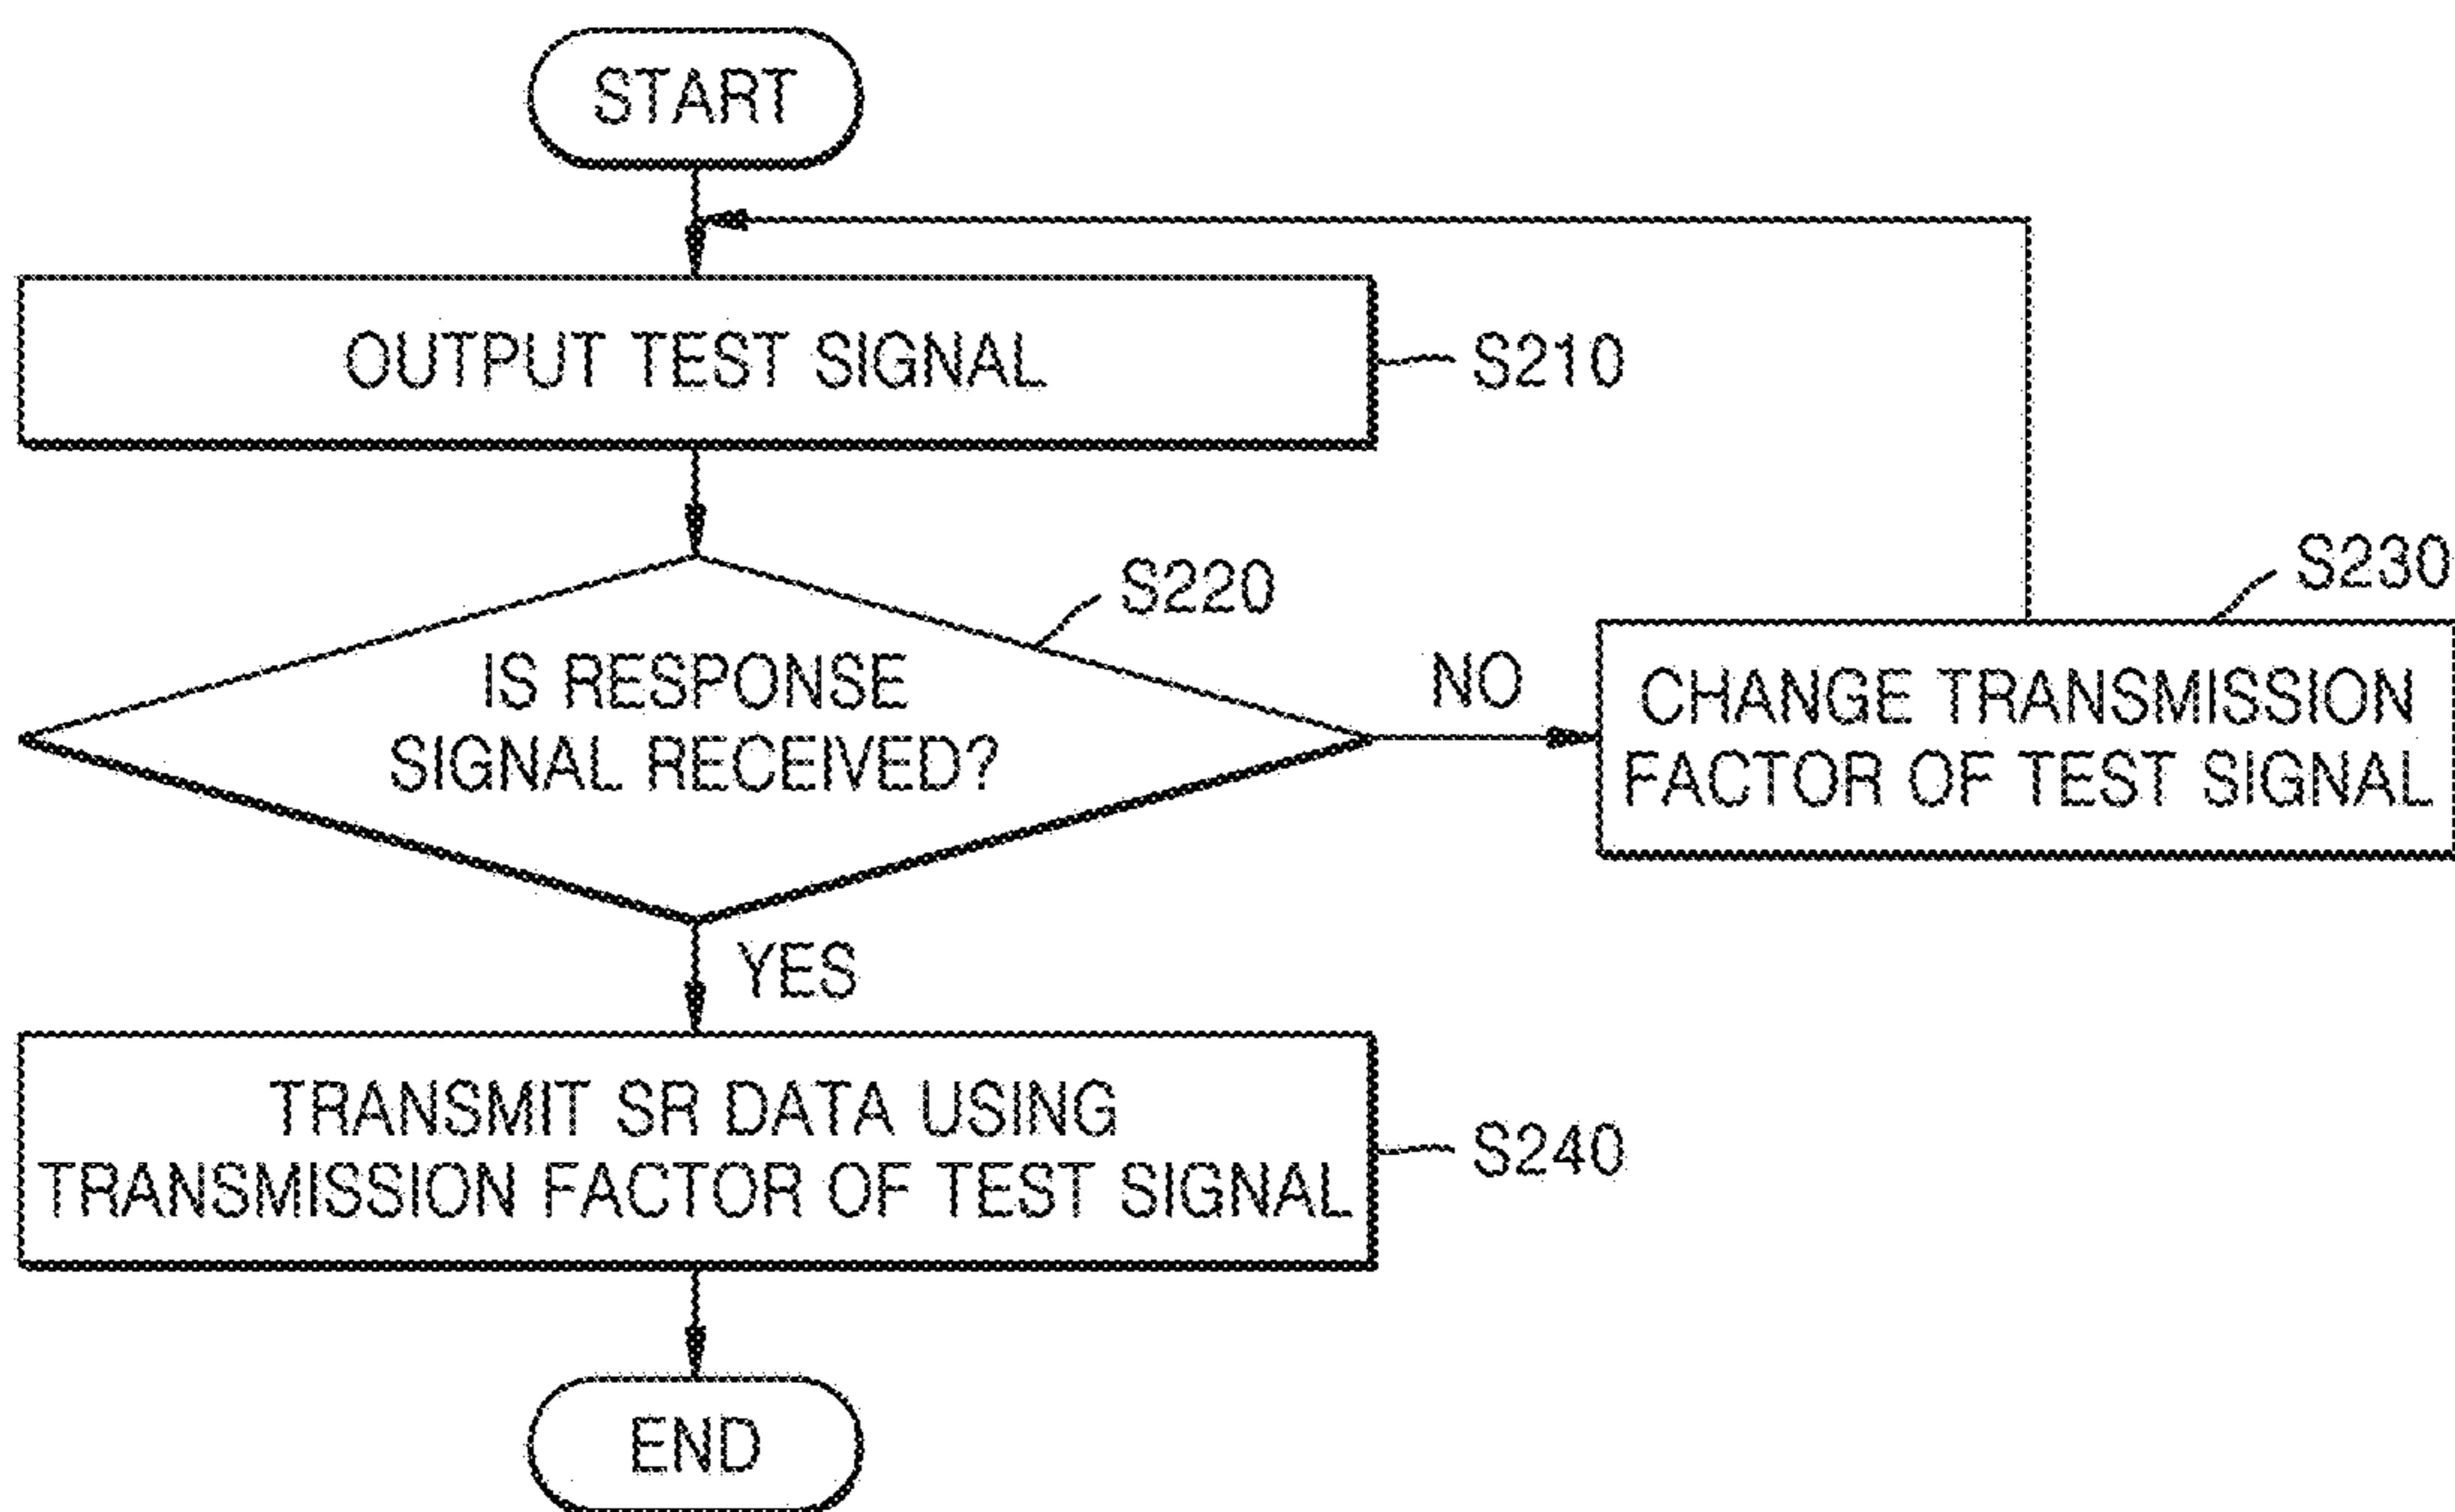 START
OUTPUT TEST SIGNAL
S210
S220
IS RESPONSE
SIGNAL RECEIVED?
NO
S230
CHANGE TRANSMISSION
FACTOR OF TEST SIGNAL
YES
TRANSMIT SR DATA USING
TRANSMISSION FACTOR OF TEST SIGNAL
S240
END